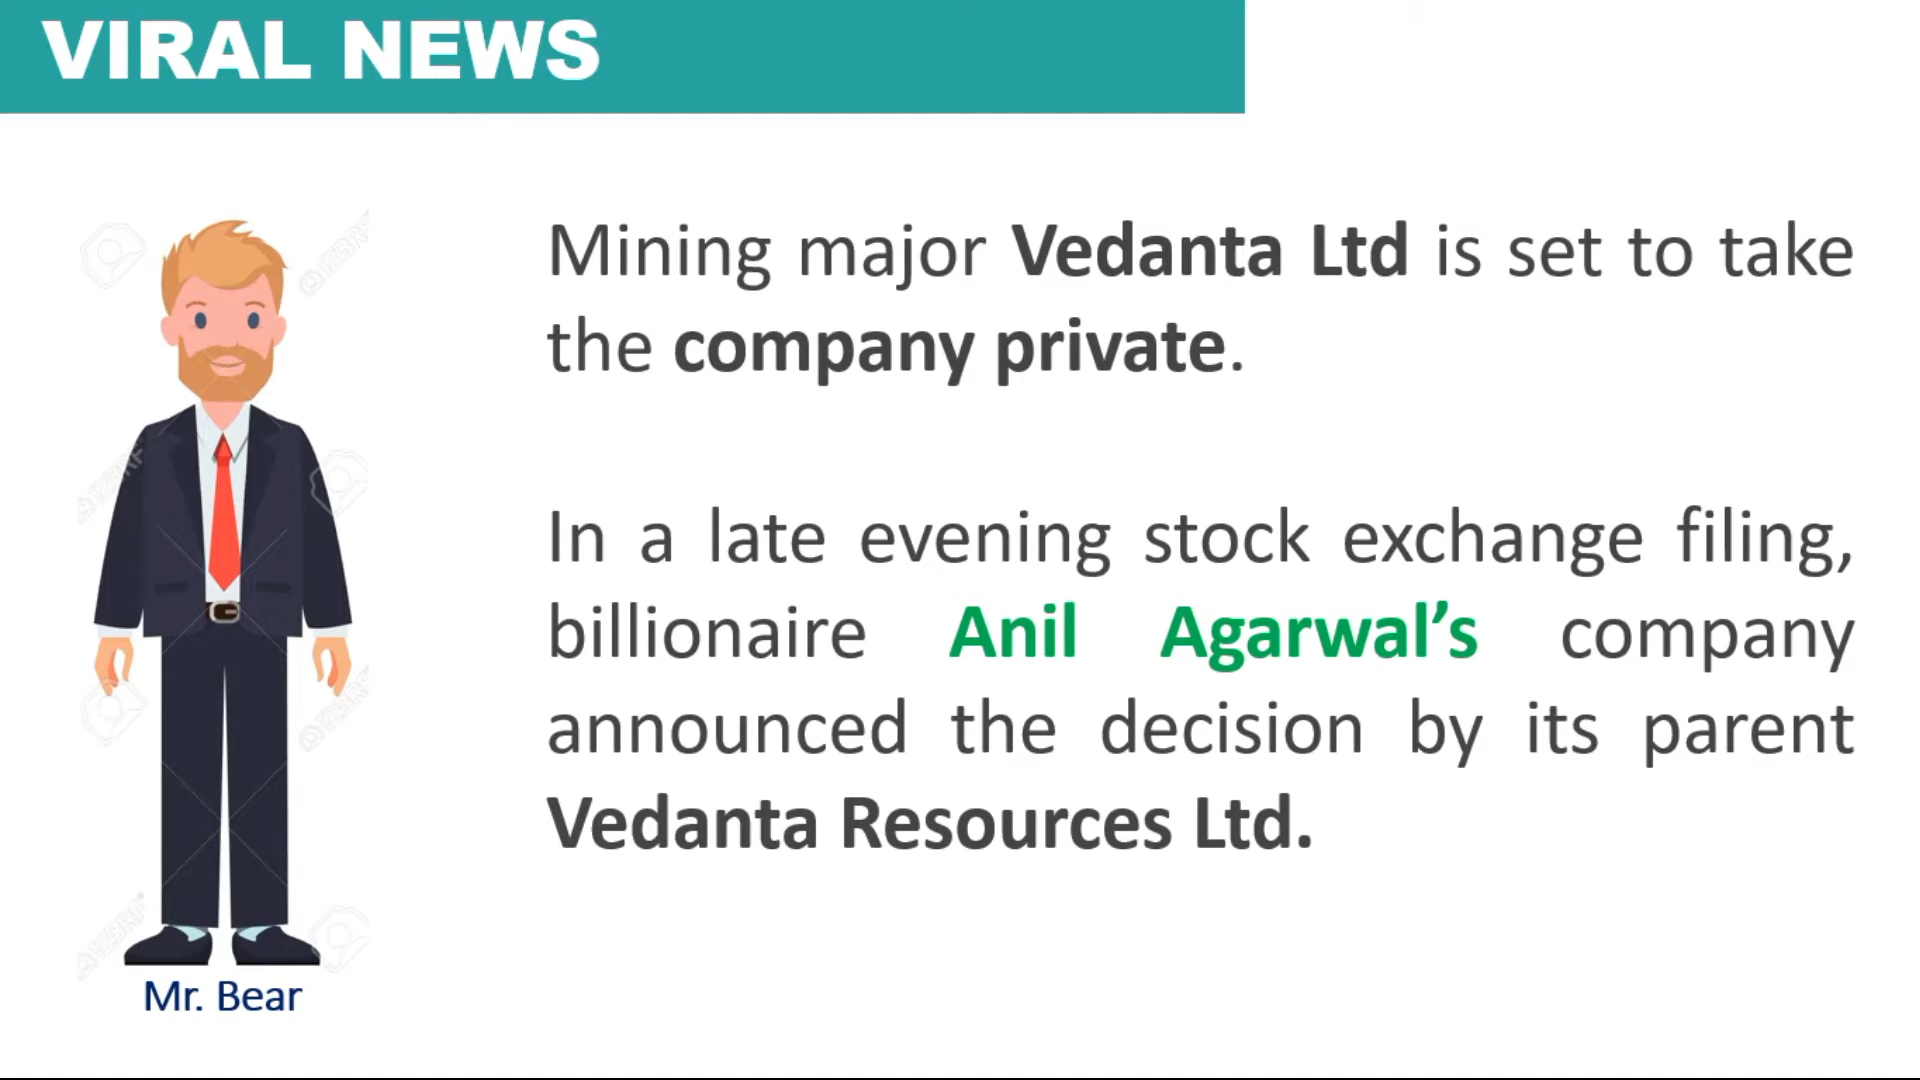 VIRAL NEWS
Mining major Vedanta Ltd is set to take
the company private.
In a late evening stock exchange filing,
billionaire Anil Agarwal’s company
announced the decision by its parent
Vedanta Resources Ltd.
Mr. Bear